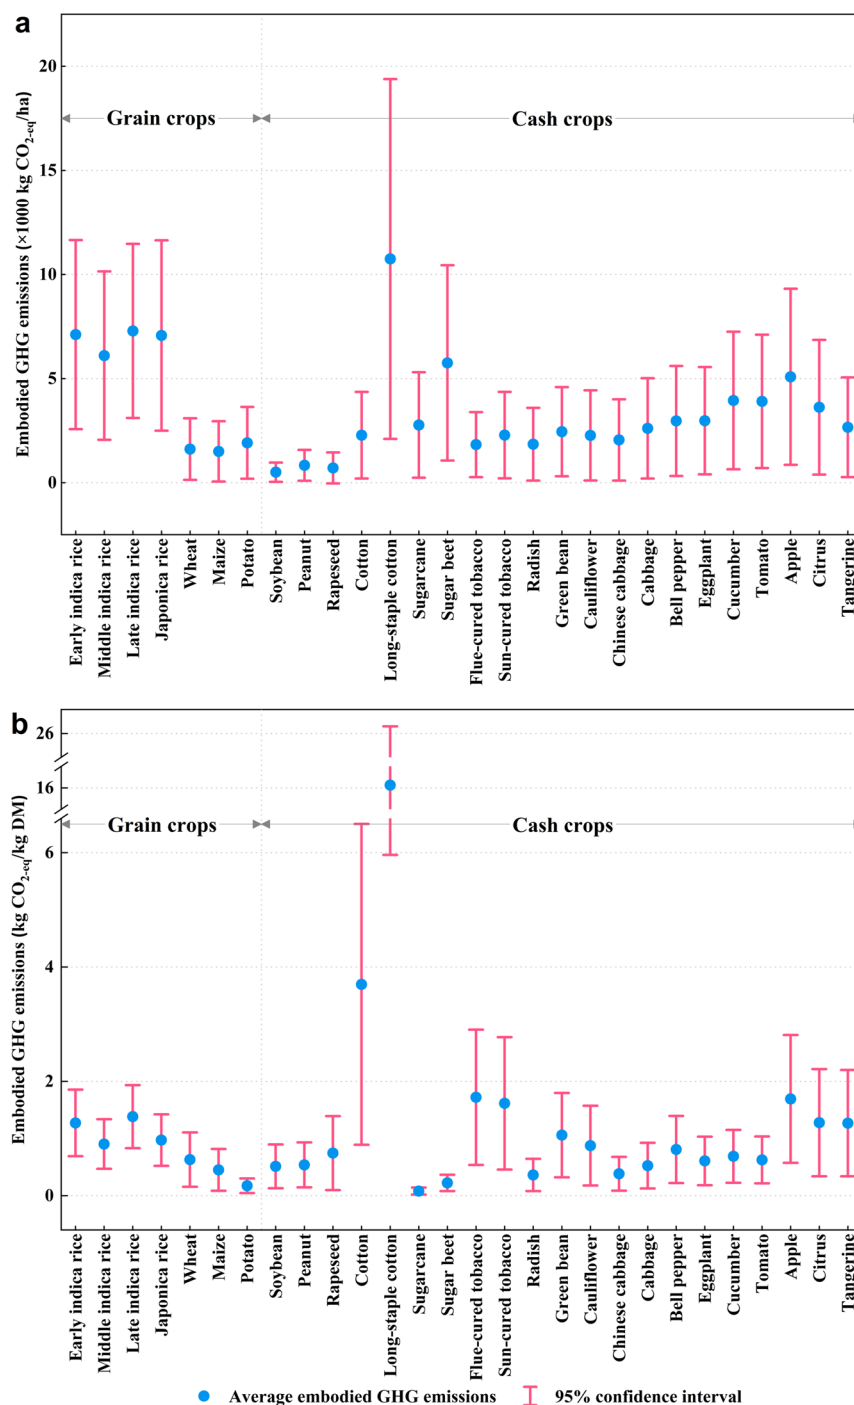 a
Embodied GHG emissions (×1000 kg CO2-eq/ha)
20
15
10
5
0
Grain crops
Cash crops
Early indica rice
Middle indica rice
Late indica rice
Japonica rice
Wheat
Maize
Potato
Soybean
Peanut
Rapeseed
Cotton
Long-staple cotton
Sugarcane
Sugar beet
Flue-cured tobacco
Sun-cured tobacco
Radish
Green bean
Cauliflower
Chinese cabbage
Cabbage
Bell pepper
Eggplant
Cucumber
Tomato
Apple
Citrus
Tangerine
b
Embodied GHG emissions (kg CO2-eq/kg DM)
26
16
6
4
2
0
Grain crops
Cash crops
Early indica rice
Middle indica rice
Late indica rice
Japonica rice
Wheat
Maize
Potato
Soybean
Peanut
Rapeseed
Cotton
Long-staple cotton
Sugarcane
Sugar beet
Flue-cured tobacco
Sun-cured tobacco
Radish
Green bean
Cauliflower
Chinese cabbage
Cabbage
Bell pepper
Eggplant
Cucumber
Tomato
Apple
Citrus
Tangerine
Average embodied GHG emissions
95% confidence interval